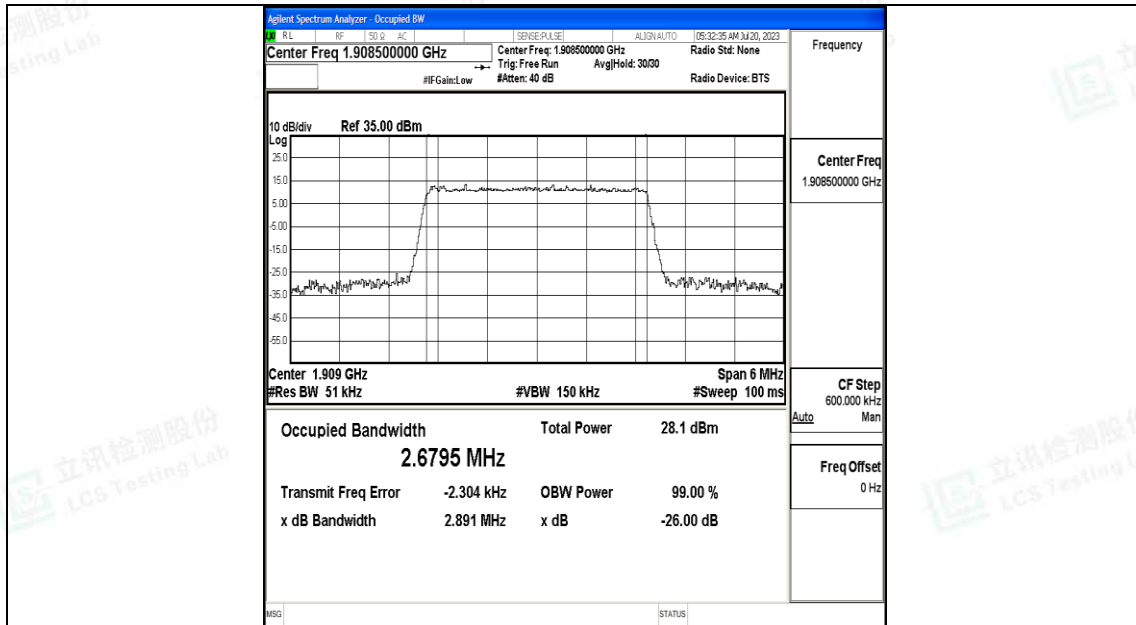 Agilent Spectrum Analyzer - Occupied BW
RL RF 50 Ω AC SENSE:PULSE ALIGNAUTO 05:32:35 AM Jul 20, 2023
Center Freq 1.908500000 GHz
Center Freq: 1.908500000 GHz Radio Std: None
Trig: Free Run Avg|Hold: 30/30
#IFGain:Low #Atten: 40 dB Radio Device: BTS
10 dB/div Ref 35.00 dBm
Log
25.0
15.0
5.00
-5.00
-15.0
-25.0
-35.0
-45.0
-55.0
Center 1.909 GHz Span 6 MHz
#Res BW 51 kHz #VBW 150 kHz #Sweep 100 ms
Occupied Bandwidth Total Power 28.1 dBm
2.6795 MHz
Transmit Freq Error -2.304 kHz OBW Power 99.00 %
x dB Bandwidth 2.891 MHz x dB -26.00 dB
MSG STATUS
Frequency
Center Freq
1.908500000 GHz
CF Step
600.000 kHz
Auto Man
Freq Offset
0 Hz
立讯检测股份
LCS Testing Lab
立讯检测股份
LCS Testing L